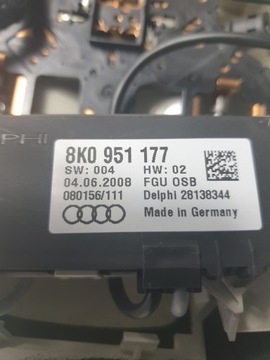 PHI
8K0 951 177
SW: 004 HW: 02
04.06.2008 FGU OSB
080156/111 Delphi 28138344
Made in Germany